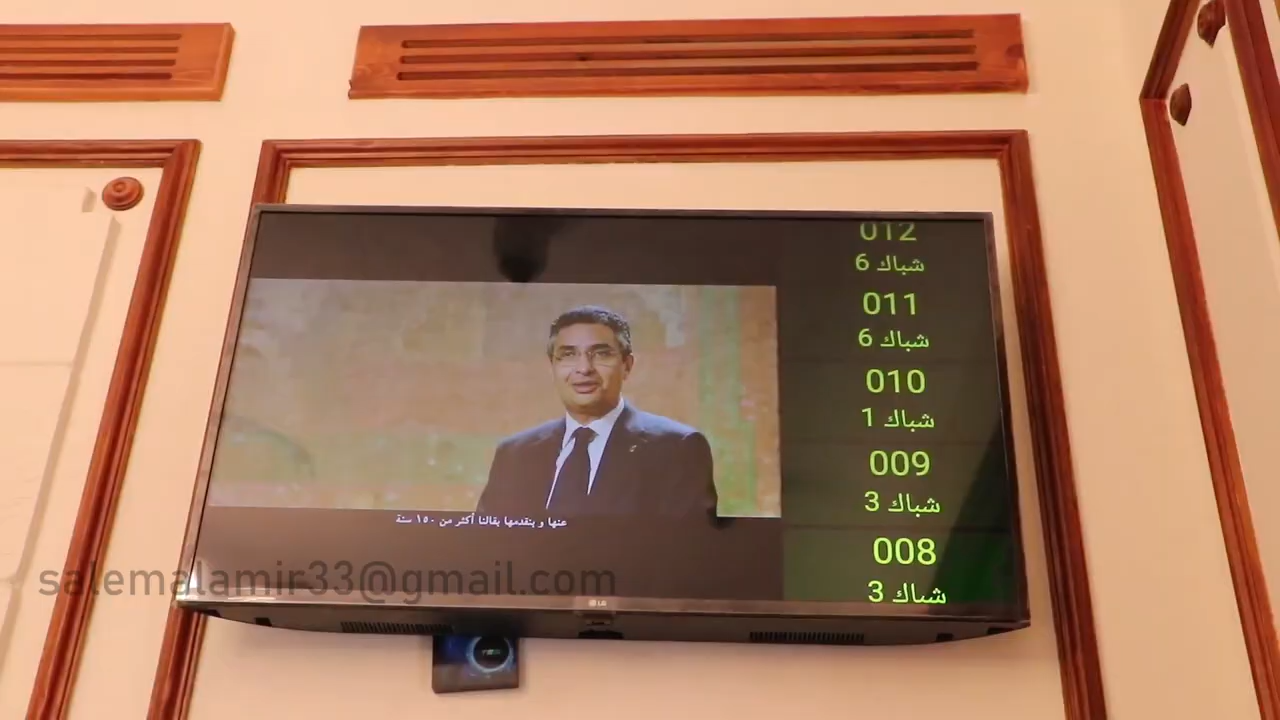 012
شباك 6
011
شباك 6
010
شباك 1
009
شباك 3
008
شباك 3
عنها و بنقدمها بقالنا أكثر من ١٥٠ سنة
salemalamir33@gmail.com
LG